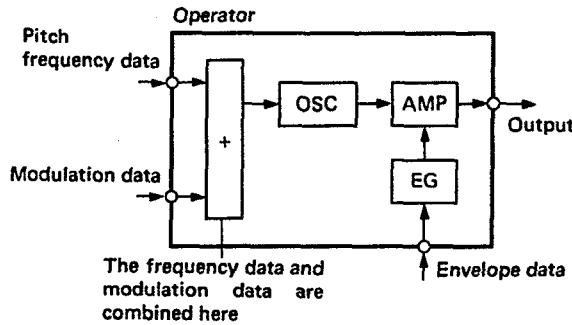 Operator
Pitch
frequency data
OSC
AMP
Output
+
Modulation data
EG
Envelope data
The frequency data and
modulation data are
combined here